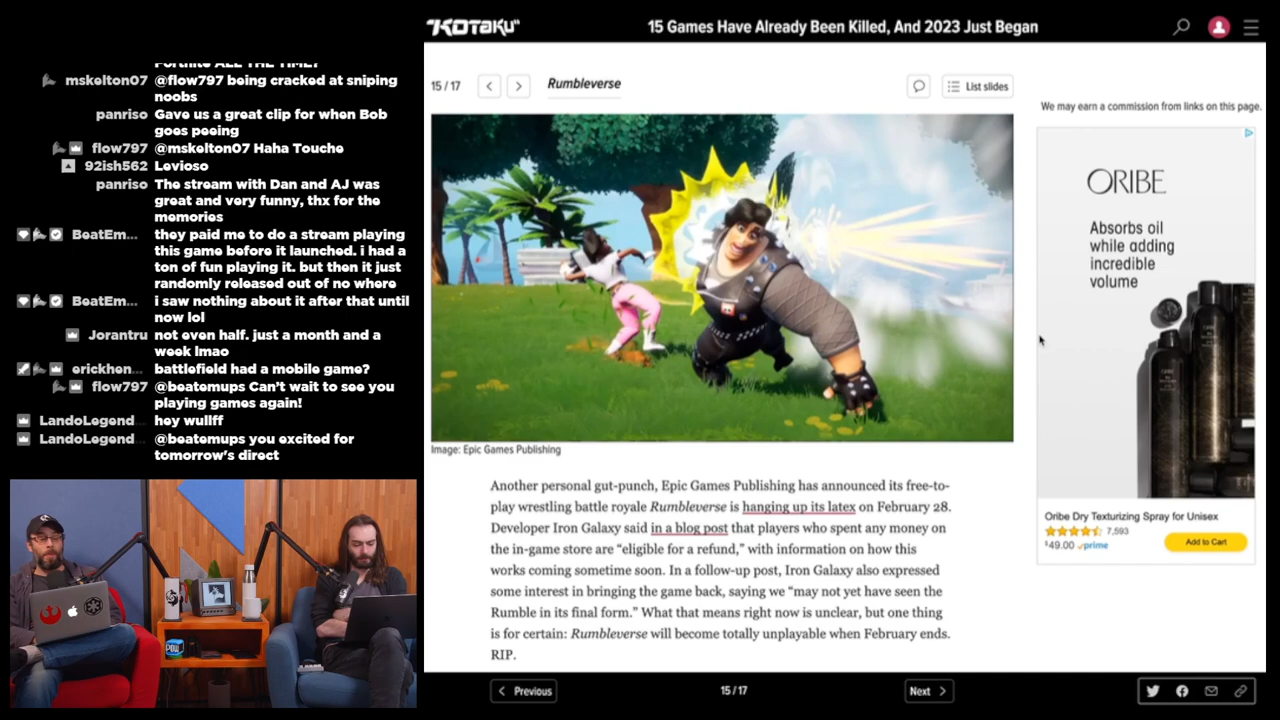 Fortnite ALL THE TIME?
mskelton07 @flow797 being cracked at sniping
noobs
panriso Gave us a great clip for when Bob
goes peeing
flow797 @mskelton07 Haha Touche
92ish562 Levioso
panriso The stream with Dan and AJ was
great and very funny, thx for the
memories
BeatEm... they paid me to do a stream playing
this game before it launched. i had a
ton of fun playing it. but then it just
randomly released out of no where
BeatEm... i saw nothing about it after that until
now lol
Jorantru not even half. just a month and a
week lmao
erickhen... battlefield had a mobile game?
flow797 @beatemups Can't wait to see you
playing games again!
LandoLegend hey wullff
LandoLegend @beatemups you excited for
tomorrow's direct
POW
"KOTAKU"
15 Games Have Already Been Killed, And 2023 Just Began
15 / 17
Rumbleverse
List slides
Image: Epic Games Publishing
Another personal gut-punch, Epic Games Publishing has announced its free-to-
play wrestling battle royale Rumbleverse is hanging up its latex on February 28.
Developer Iron Galaxy said in a blog post that players who spent any money on
the in-game store are “eligible for a refund,” with information on how this
works coming sometime soon. In a follow-up post, Iron Galaxy also expressed
some interest in bringing the game back, saying we “may not yet have seen the
Rumble in its final form.” What that means right now is unclear, but one thing
is for certain: Rumbleverse will become totally unplayable when February ends.
RIP.
Previous
15 / 17
Next
We may earn a commission from links on this page.
ORIBE
Absorbs oil
while adding
incredible
volume
ORIBE
Oribe Dry Texturizing Spray for Unisex
7,593
$49.00 prime
Add to Cart